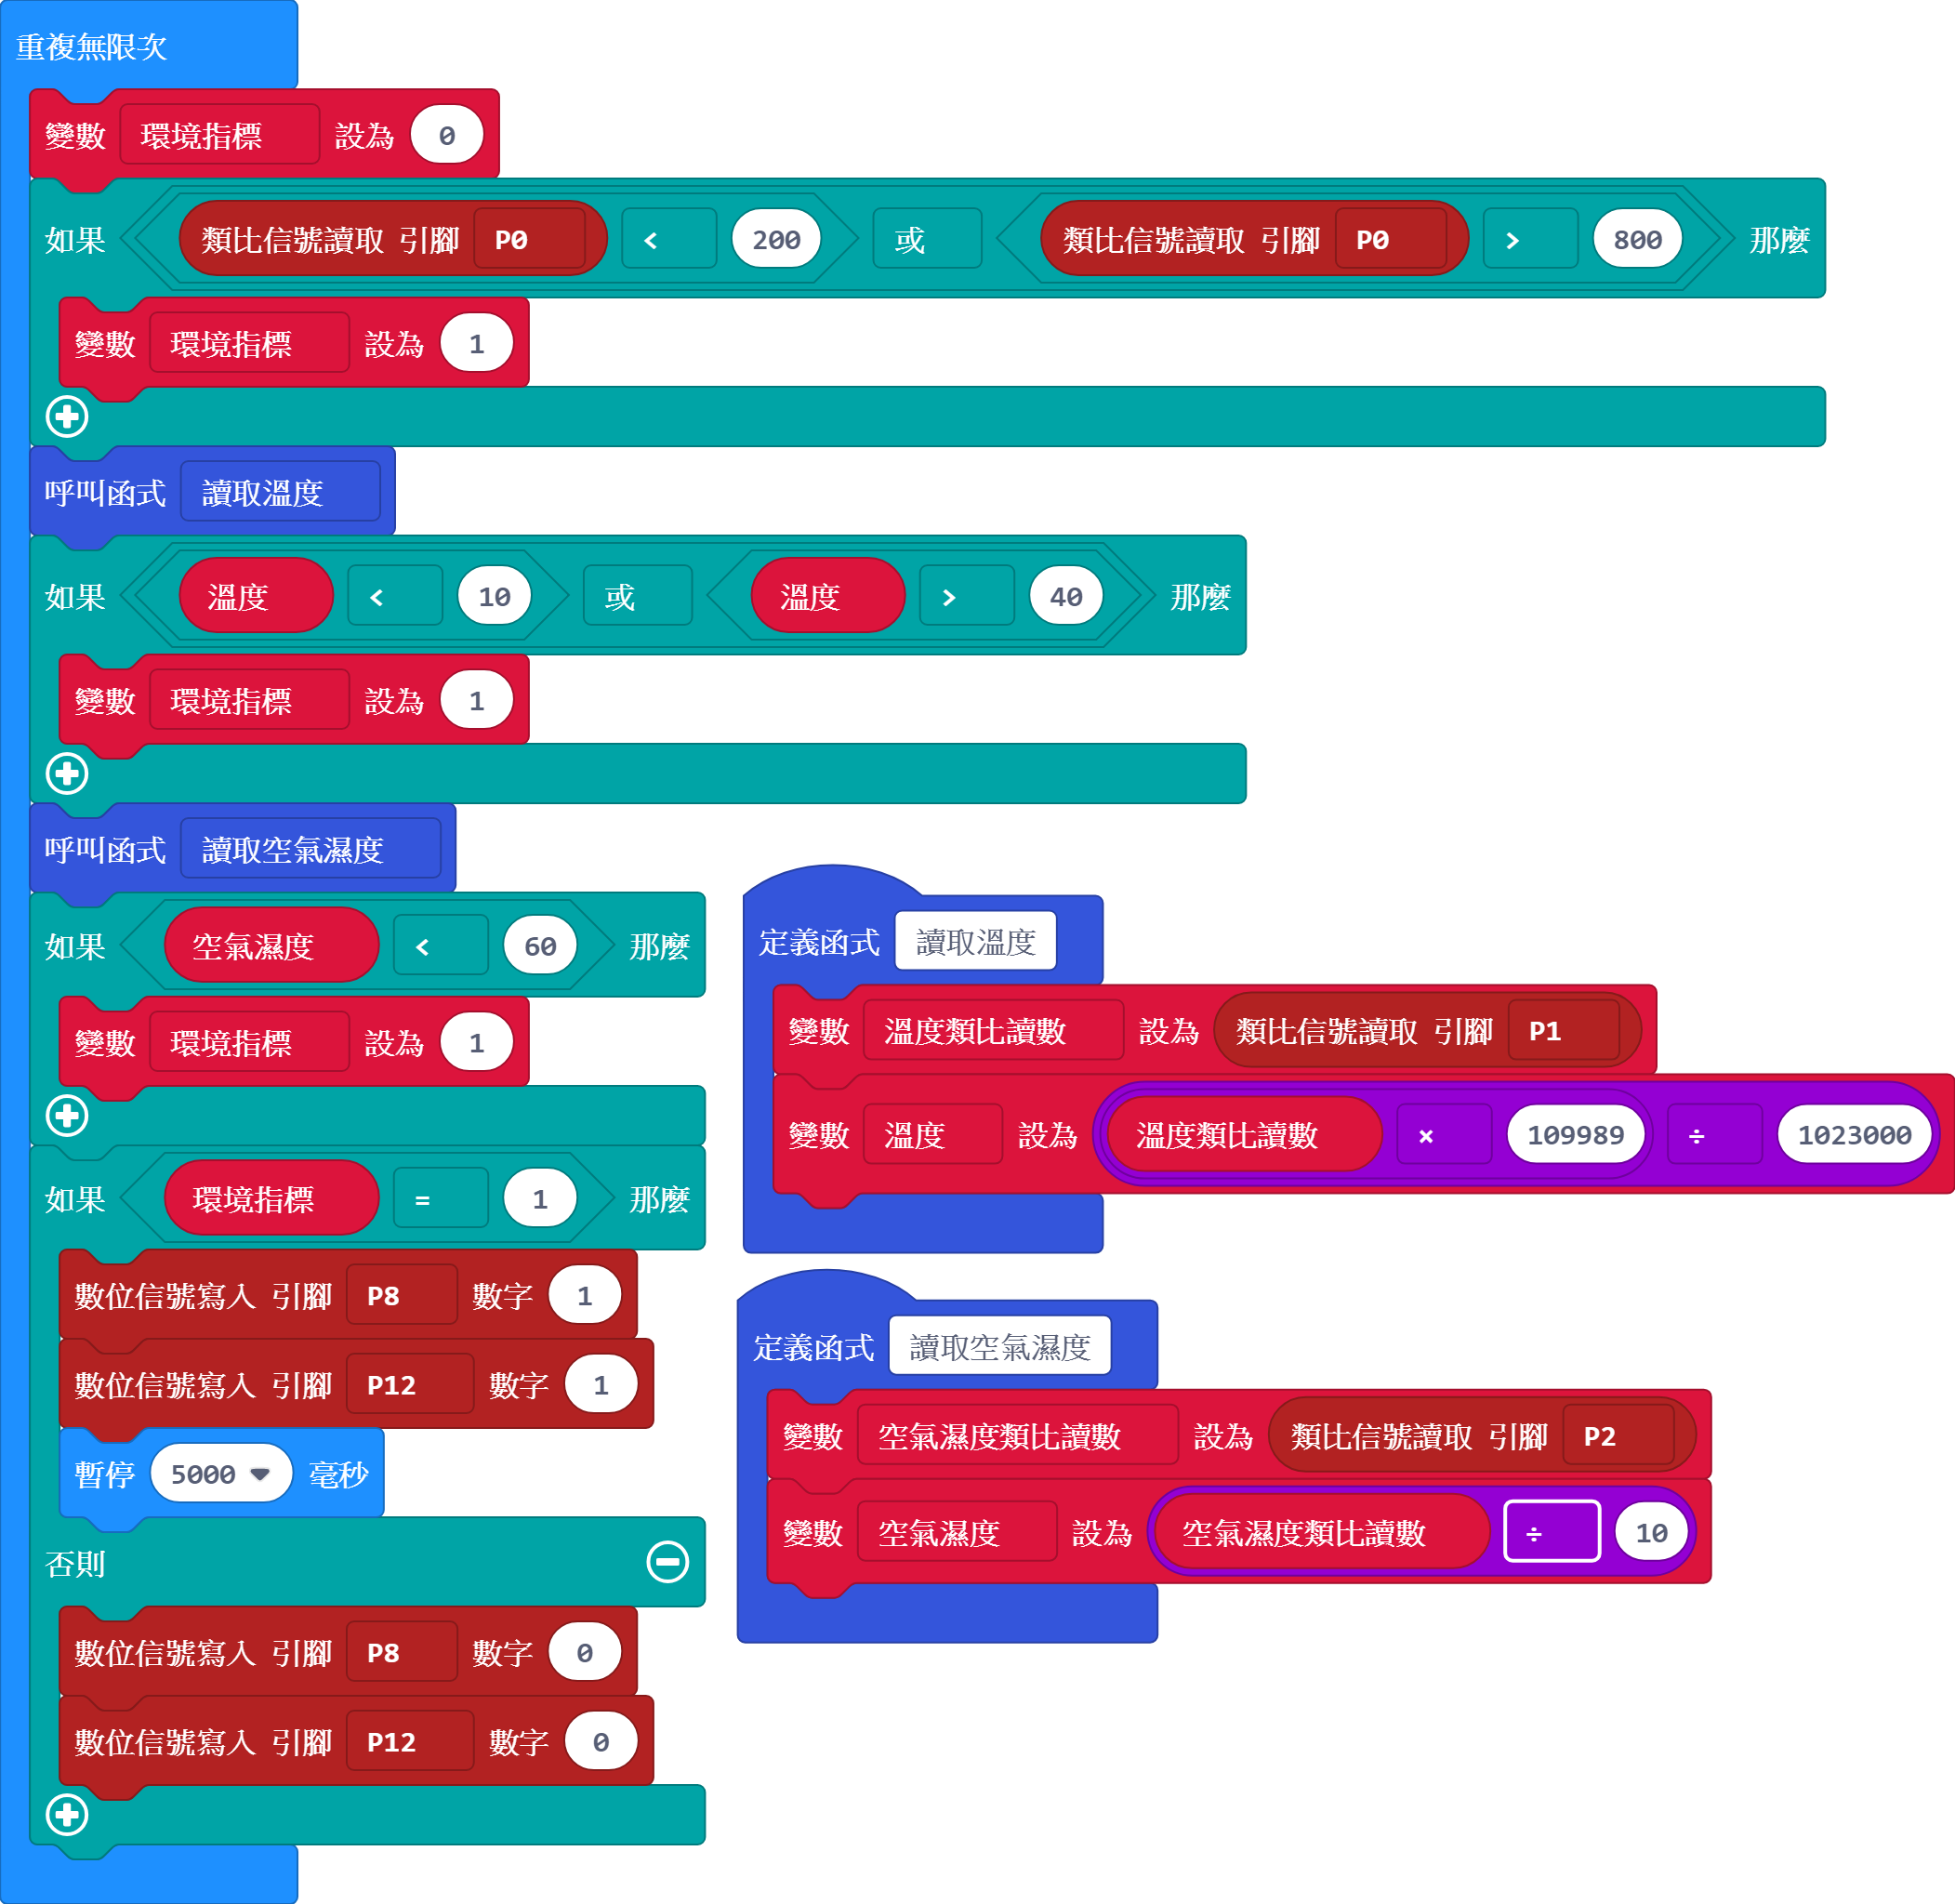 重複無限次
變數 環境指標 設為 0
如果 類比信號讀取 引腳 P0 < 200 或 類比信號讀取 引腳 P0 > 800 那麼
變數 環境指標 設為 1
呼叫函式 讀取溫度
如果 溫度 < 10 或 溫度 > 40 那麼
變數 環境指標 設為 1
呼叫函式 讀取空氣濕度
如果 空氣濕度 < 60 那麼
變數 環境指標 設為 1
如果 環境指標 = 1 那麼
數位信號寫入 引腳 P8 數字 1
數位信號寫入 引腳 P12 數字 1
暫停 5000 毫秒
否則
數位信號寫入 引腳 P8 數字 0
數位信號寫入 引腳 P12 數字 0
定義函式 讀取溫度
變數 溫度類比讀數 設為 類比信號讀取 引腳 P1
變數 溫度 設為 溫度類比讀數 × 109989 ÷ 1023000
定義函式 讀取空氣濕度
變數 空氣濕度類比讀數 設為 類比信號讀取 引腳 P2
變數 空氣濕度 設為 空氣濕度類比讀數 ÷ 10